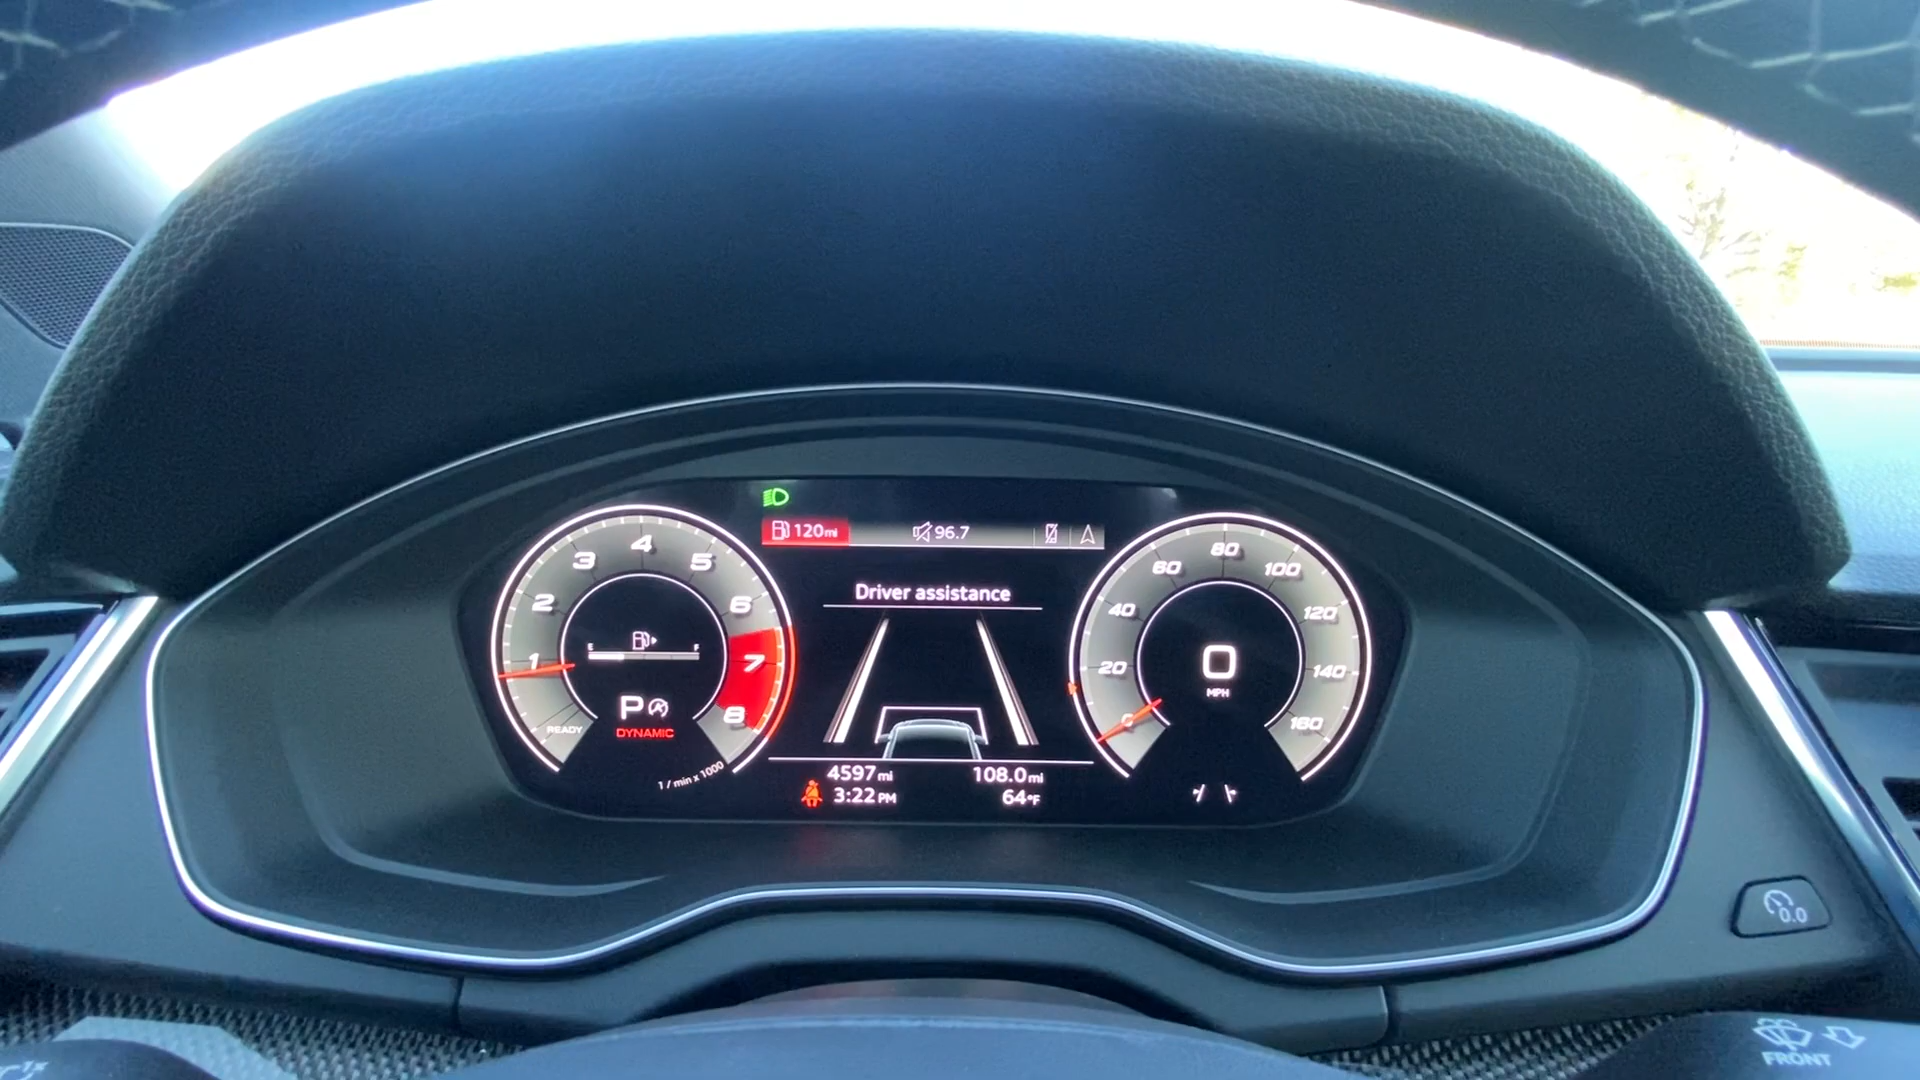 120mi
96.7
Driver assistance
1
2
3
4
5
6
7
8
READY
E
F
P
DYNAMIC
1 / min x 1000
0
20
40
60
80
100
120
140
160
0
MPH
4597 mi
108.0 mi
3:22 PM
64°F
0.0
FRONT